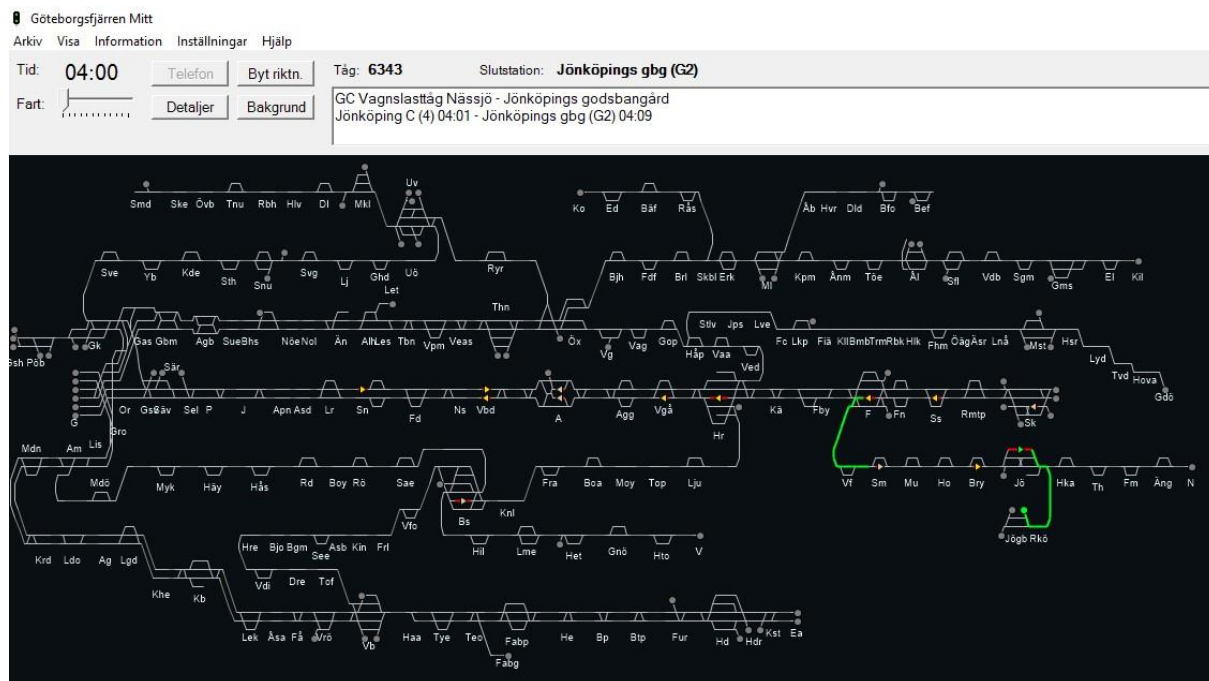 Göteborgsfjärren Mitt
Arkiv Visa Information Inställningar Hjälp
Tid: 04:00 Telefon Byt riktn. Tåg: 6343 Slutstation: Jönköpings gbg (G2)
Fart: Detaljer Bakgrund
GC Vagnslasttåg Nässjö - Jönköpings godsbangård
Jönköping C (4) 04:01 - Jönköpings gbg (G2) 04:09
Uv
Smd Ske Övb Tnu Rbh Hlv Dl Mkl Ko Ed Bäf Rås Åb Hvr Dld Bfo Bef
Sve Yb Kde Sth Snu Svg Lj Ghd Uö Ryr Bjh Fdf Brl Skbl Erk Ml Kpm Ånm Töe Ål Sfl Vdb Sgm Gms El Kil
Let
Thn
Stlv Jps Lve
Gsh Pöb Gk Gas Gbm Agb Sue Bhs Nöe Nol Än Alh Les Tbn Vpm Veas Öx Vg Vag Gop Håp Vaa Fc Lkp Fiä Kll Bmb Trm Rbk Hlk Fhm Öäg Äsr Lnå Mst Hsr
Ved Lyd
Sär Tvd Hova
Gdö
G Or Gsö Säv Sel P J Apn Asd Lr Sn Fd Ns Vbd A Agg Vgå Hr Kä Fby F Fn Ss Rmtp Sk
Gro
Mdn Am Lis
Mdö Myk Häy Hås Rd Boy Rö Sae Bs Knl Fra Boa Moy Top Lju Vf Sm Mu Ho Bry Jö Hka Th Fm Äng N
Vfo
Jögb Rkö
Krd Ldo Ag Lgd Hre Bjo Bgm See Asb Kin Frl Hil Lme Het Gnö Hto V
Khe Kb Vdi Dre Tof
Lek Åsa Få Vrö Vb Haa Tye Teo Fabp He Bp Btp Fur Hd Hdr Kst Ea
Fabg